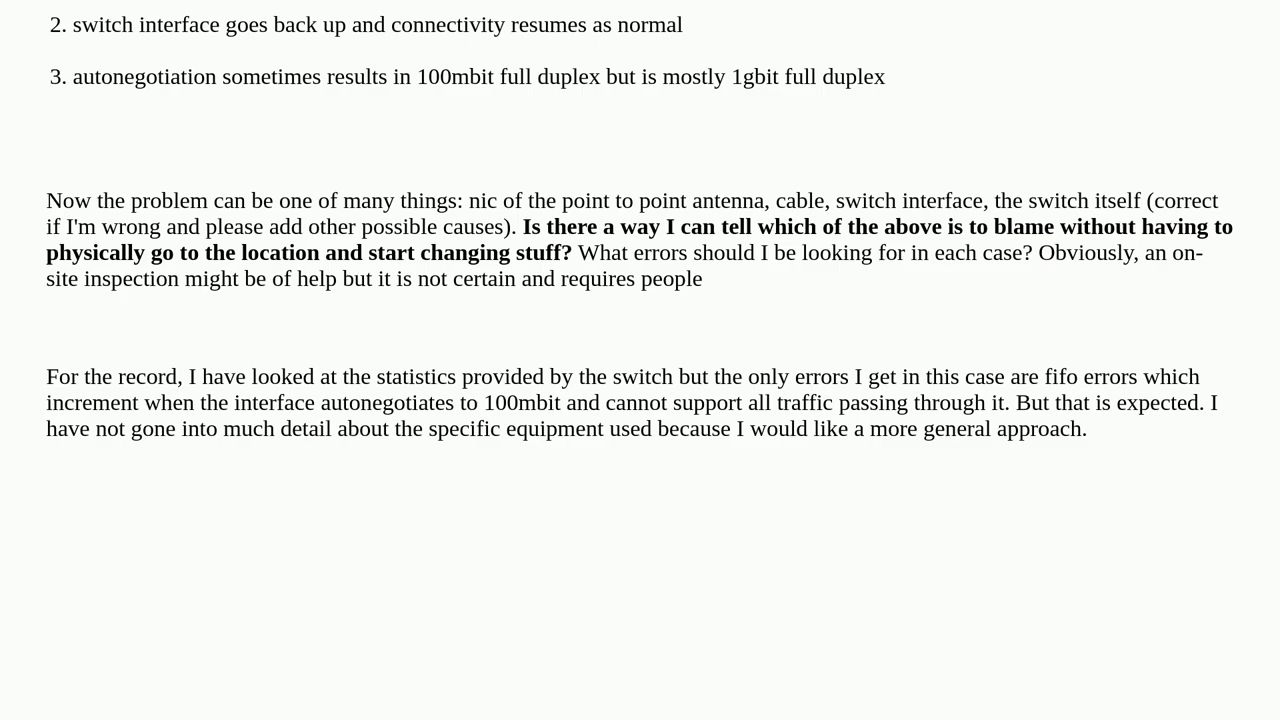 2. switch interface goes back up and connectivity resumes as normal
3. autonegotiation sometimes results in 100mbit full duplex but is mostly 1gbit full duplex
Now the problem can be one of many things: nic of the point to point antenna, cable, switch interface, the switch itself (correct
if I'm wrong and please add other possible causes). Is there a way I can tell which of the above is to blame without having to
physically go to the location and start changing stuff? What errors should I be looking for in each case? Obviously, an on-
site inspection might be of help but it is not certain and requires people
For the record, I have looked at the statistics provided by the switch but the only errors I get in this case are fifo errors which
increment when the interface autonegotiates to 100mbit and cannot support all traffic passing through it. But that is expected. I
have not gone into much detail about the specific equipment used because I would like a more general approach.